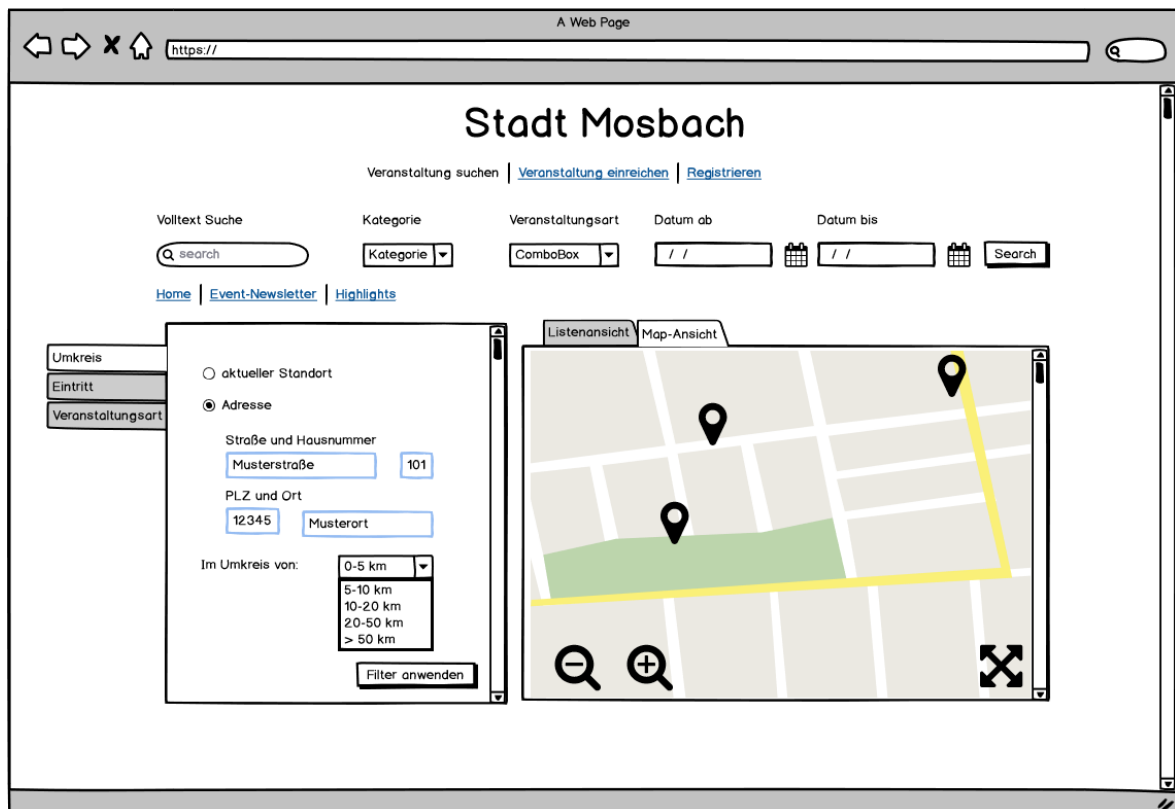 A Web Page
https://
Stadt Mosbach
Veranstaltung suchen | Veranstaltung einreichen | Registrieren
Volltext Suche Kategorie Veranstaltungsart Datum ab Datum bis
search Kategorie ComboBox / / / / Search
Home | Event-Newsletter | Highlights
Umkreis
Eintritt
Veranstaltungsart
aktueller Standort
Adresse
Straße und Hausnummer
Musterstraße 101
PLZ und Ort
12345 Musterort
Im Umkreis von: 0-5 km
5-10 km
10-20 km
20-50 km
> 50 km
Filter anwenden
Listenansicht Map-Ansicht